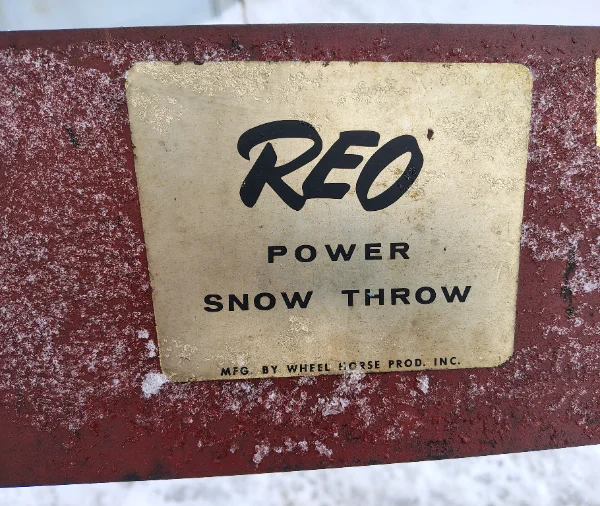 REO
POWER
SNOW THROW
MFG. BY WHEEL HORSE PROD. INC.